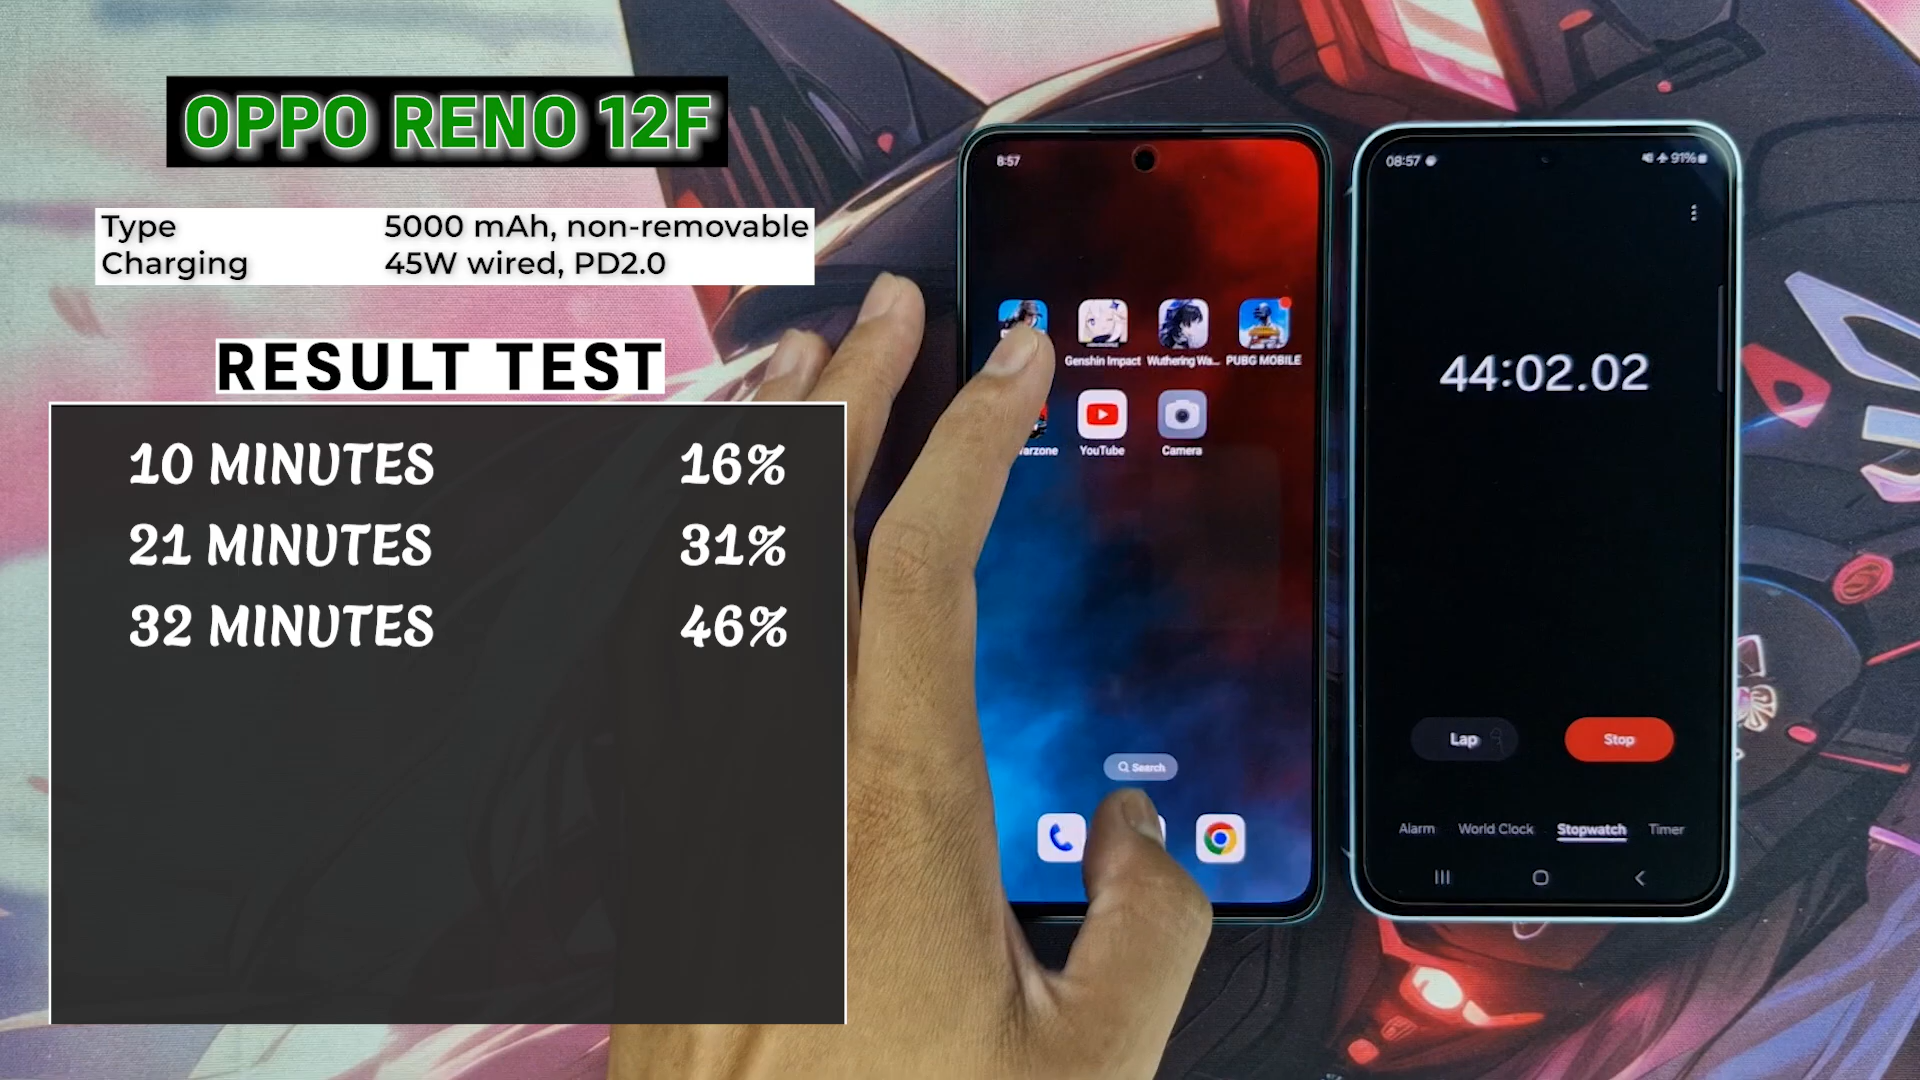 OPPO RENO 12F
Type 5000 mAh, non-removable
Charging 45W wired, PD2.0
RESULT TEST
10 MINUTES 16%
21 MINUTES 31%
32 MINUTES 46%
8:57
Genshin Impact Wuthering Wa... PUBG MOBILE
YouTube Camera
Search
08:57 91%
44:02.02
Lap Stop
Alarm World Clock Stopwatch Timer